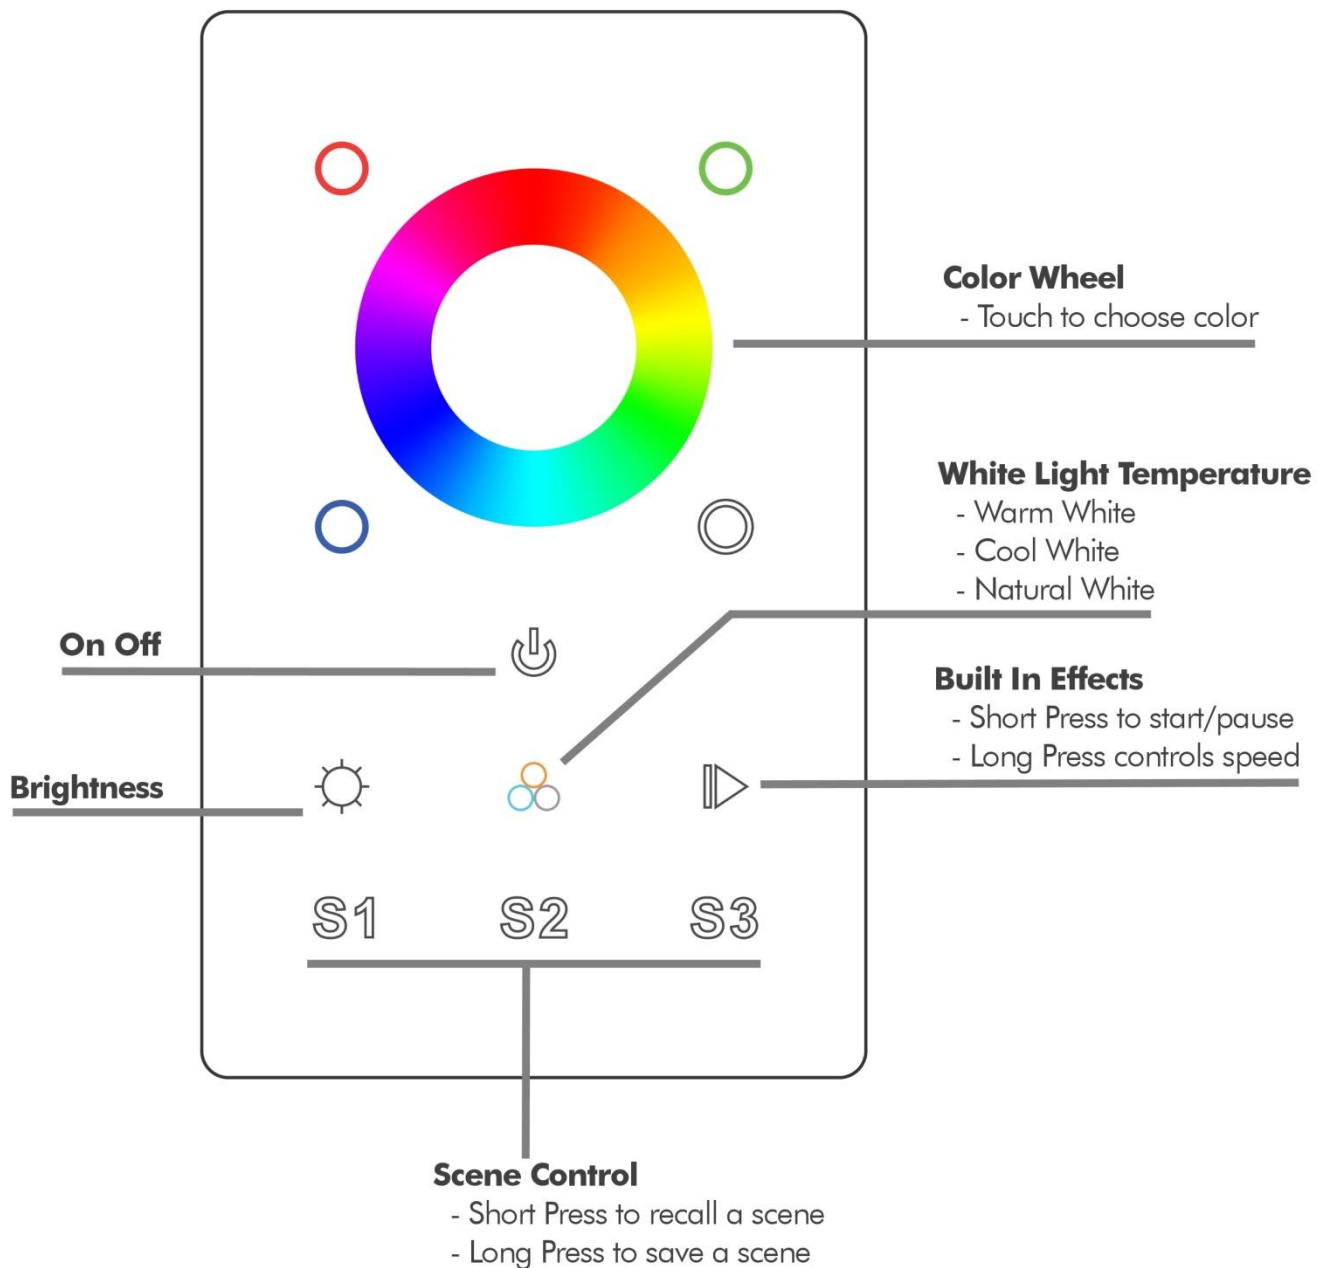 Color Wheel
- Touch to choose color
White Light Temperature
- Warm White
- Cool White
- Natural White
On Off
Built In Effects
- Short Press to start/pause
- Long Press controls speed
Brightness
S1 S2 S3
Scene Control
- Short Press to recall a scene
- Long Press to save a scene